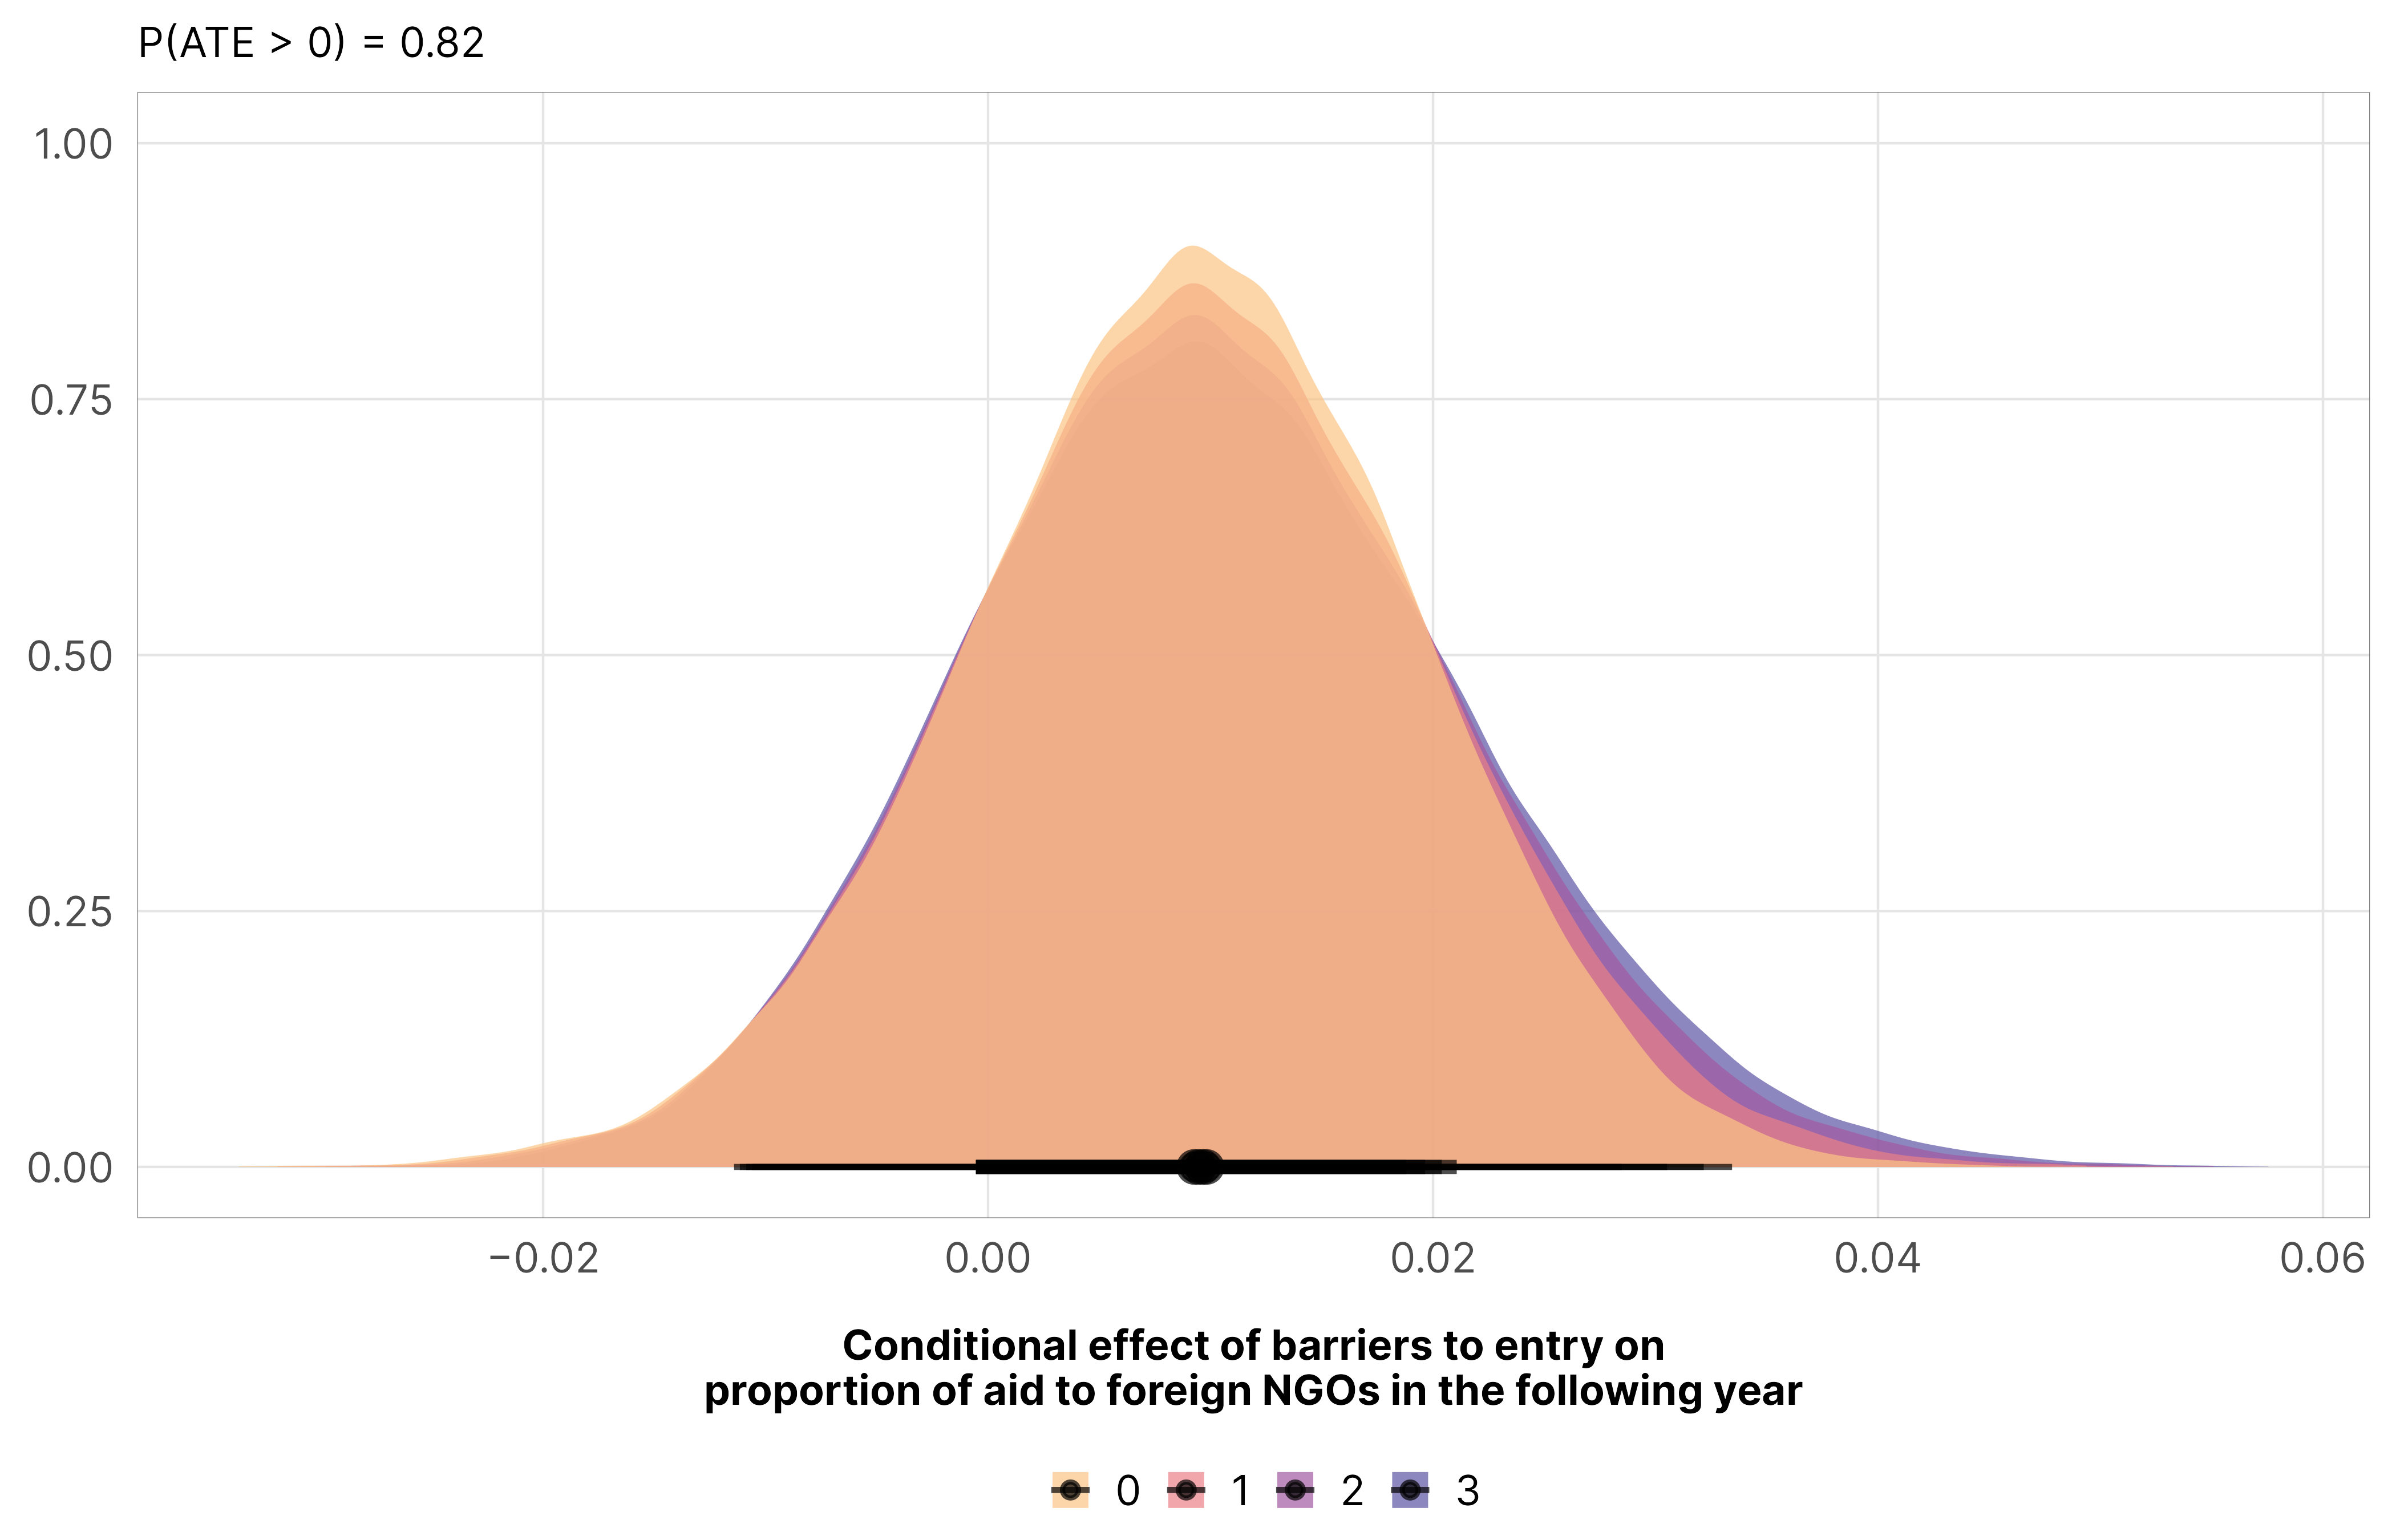 P(ATE > 0) = 0.82
1.00
0.75
0.50
0.25
0.00
−0.02 0.00 0.02 0.04 0.06
Conditional effect of barriers to entry on
proportion of aid to foreign NGOs in the following year
0 1 2 3